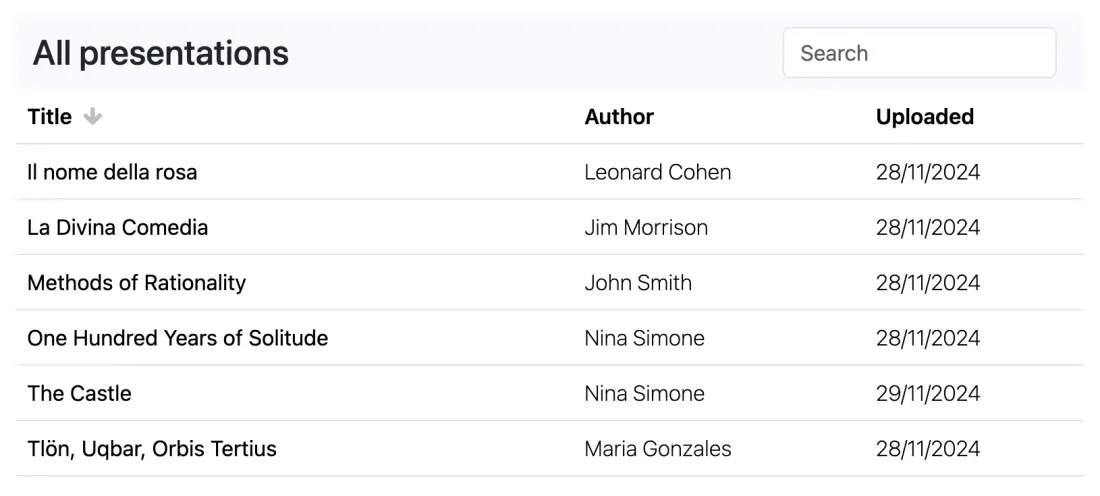 All presentations Search
Title Author Uploaded
Il nome della rosa Leonard Cohen 28/11/2024
La Divina Comedia Jim Morrison 28/11/2024
Methods of Rationality John Smith 28/11/2024
One Hundred Years of Solitude Nina Simone 28/11/2024
The Castle Nina Simone 29/11/2024
Tlön, Uqbar, Orbis Tertius Maria Gonzales 28/11/2024